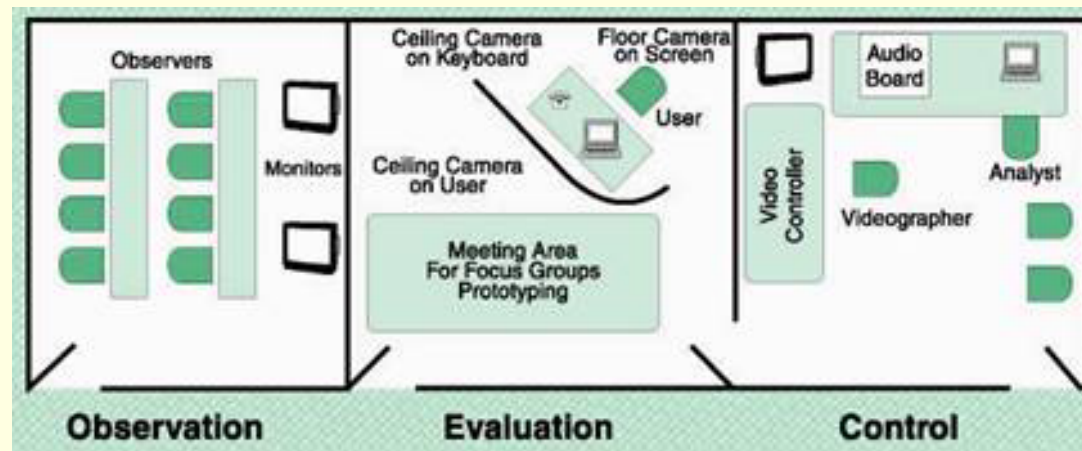 Observers
Monitors
Ceiling Camera
on Keyboard
Floor Camera
on Screen
User
Ceiling Camera
on User
Meeting Area
For Focus Groups
Prototyping
Audio
Board
Video
Controller
Videographer
Analyst
Observation
Evaluation
Control